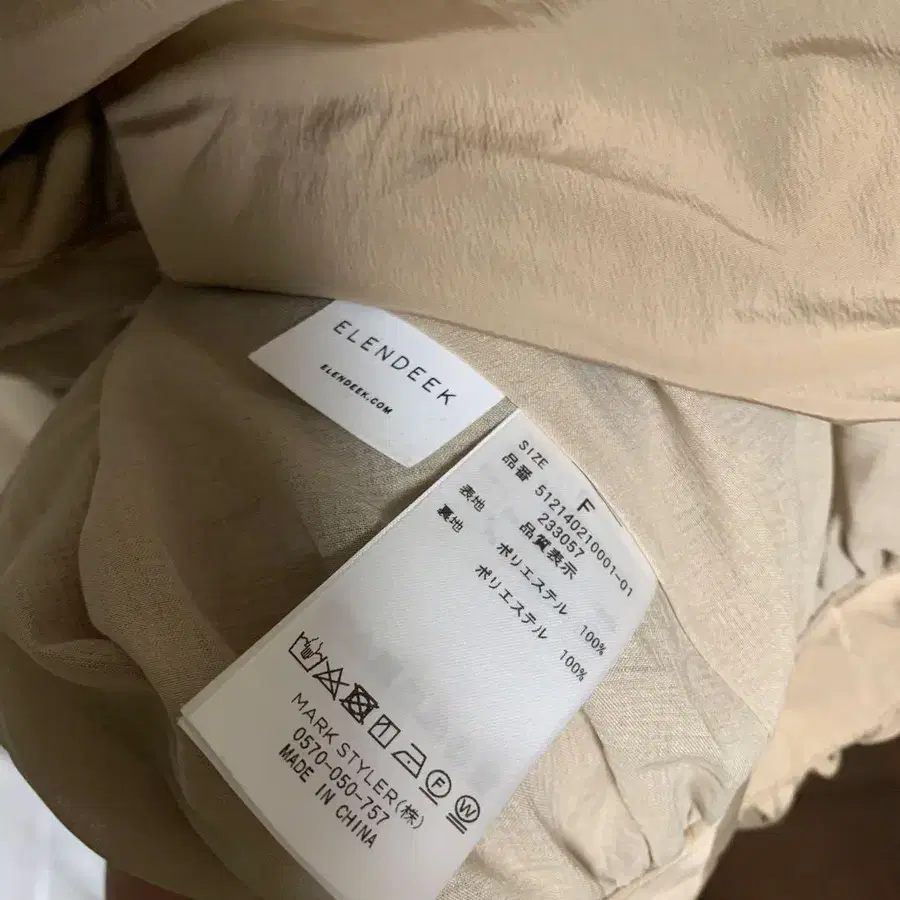 ELENDEEK
ELENDEEK.COM
SIZE F
品番 512140210001-01
233057
品質表示
表地 ポリエステル 100%
裏地 ポリエステル 100%
F W
MARK STYLER(株)
0570-050-757
MADE IN CHINA